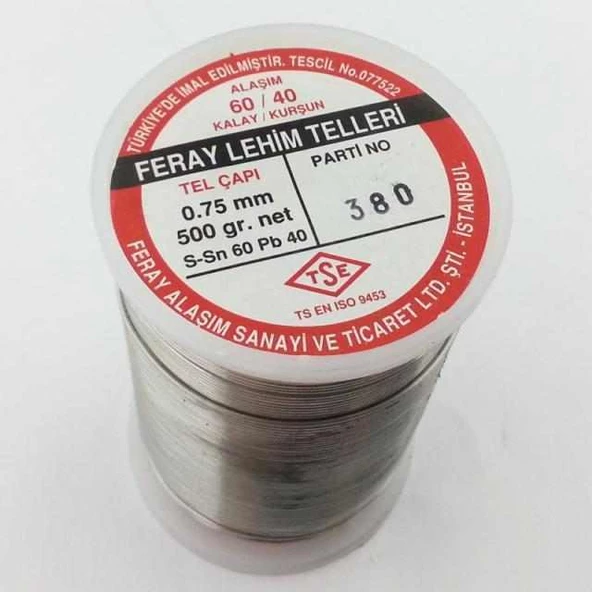 TÜRKİYE'DE İMAL EDİLMİŞTİR. TESCİL No.077522
ALAŞIM
60 / 40
KALAY / KURŞUN
FERAY LEHİM TELLERİ
TEL ÇAPI
0.75 mm
500 gr. net
S-Sn 60 Pb 40
PARTİ NO
380
TSE
TS EN ISO 9453
FERAY ALAŞIM SANAYİ VE TİCARET LTD. ŞTİ. - İSTANBUL